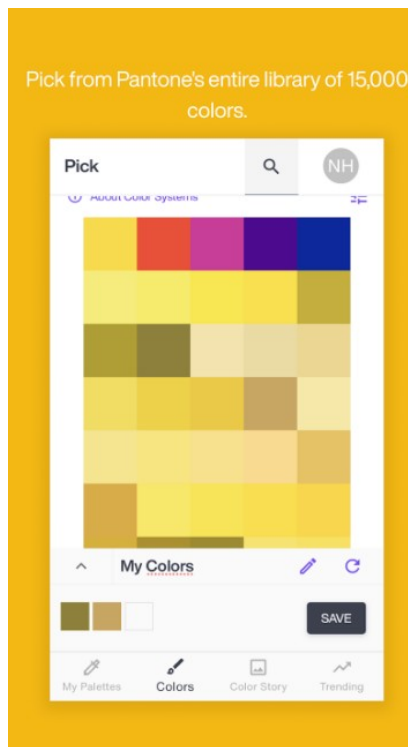 Pick from Pantone's entire library of 15,000
colors.
Pick
NH
About Color Systems
My Colors
SAVE
My Palettes
Colors
Color Story
Trending